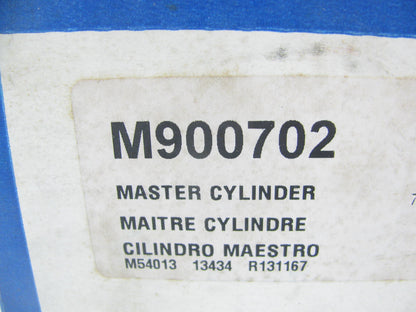 M900702
MASTER CYLINDER
MAITRE CYLINDRE
CILINDRO MAESTRO
M54013 13434 R131167